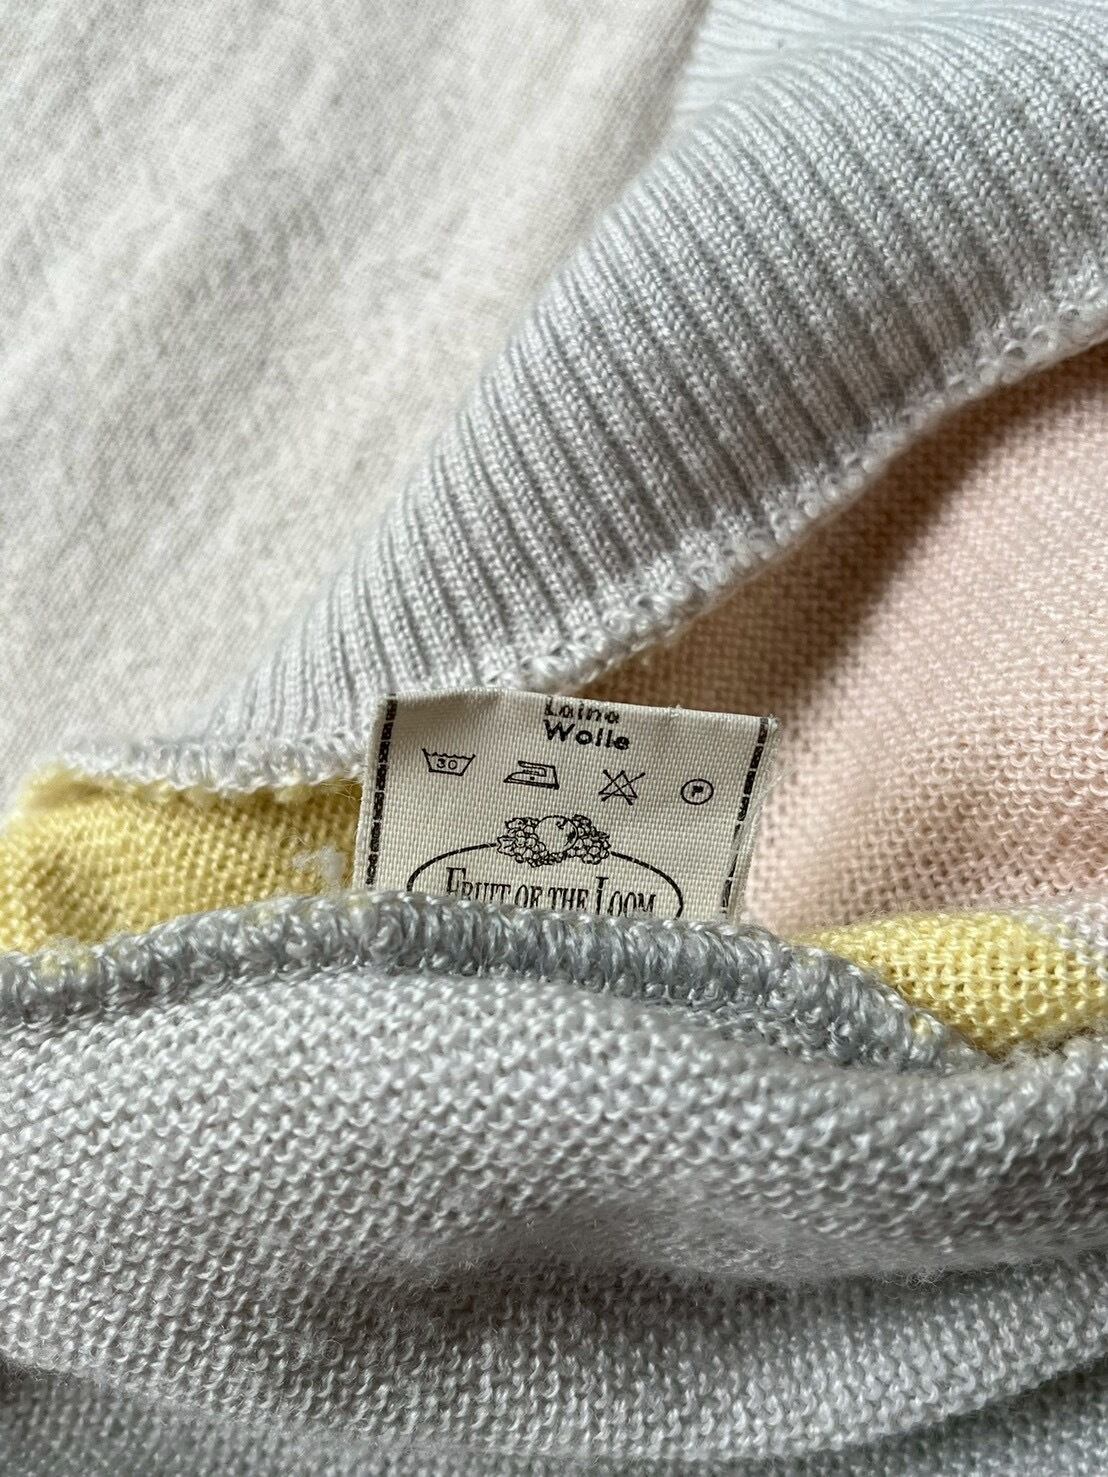 Laine
Wolle
30
P
FRUIT OF THE LOOM